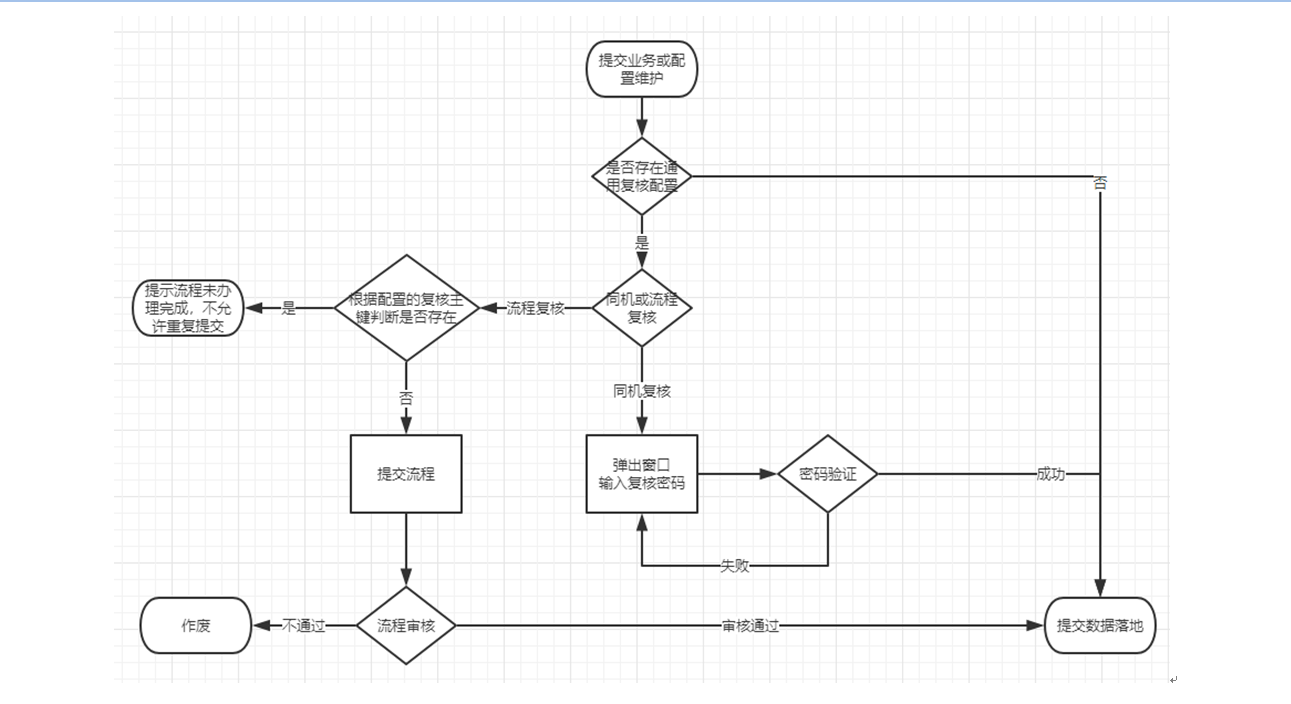 提交业务或配
置维护
是否存在通
用复核配置
否
是
提示流程未办
理完成，不允
许重复提交
是
根据配置的复核主
键判断是否存在
流程复核
同机或流程
复核
否
同机复核
提交流程
弹出窗口
输入复核密码
密码验证
成功
失败
作废
不通过
流程审核
审核通过
提交数据落地